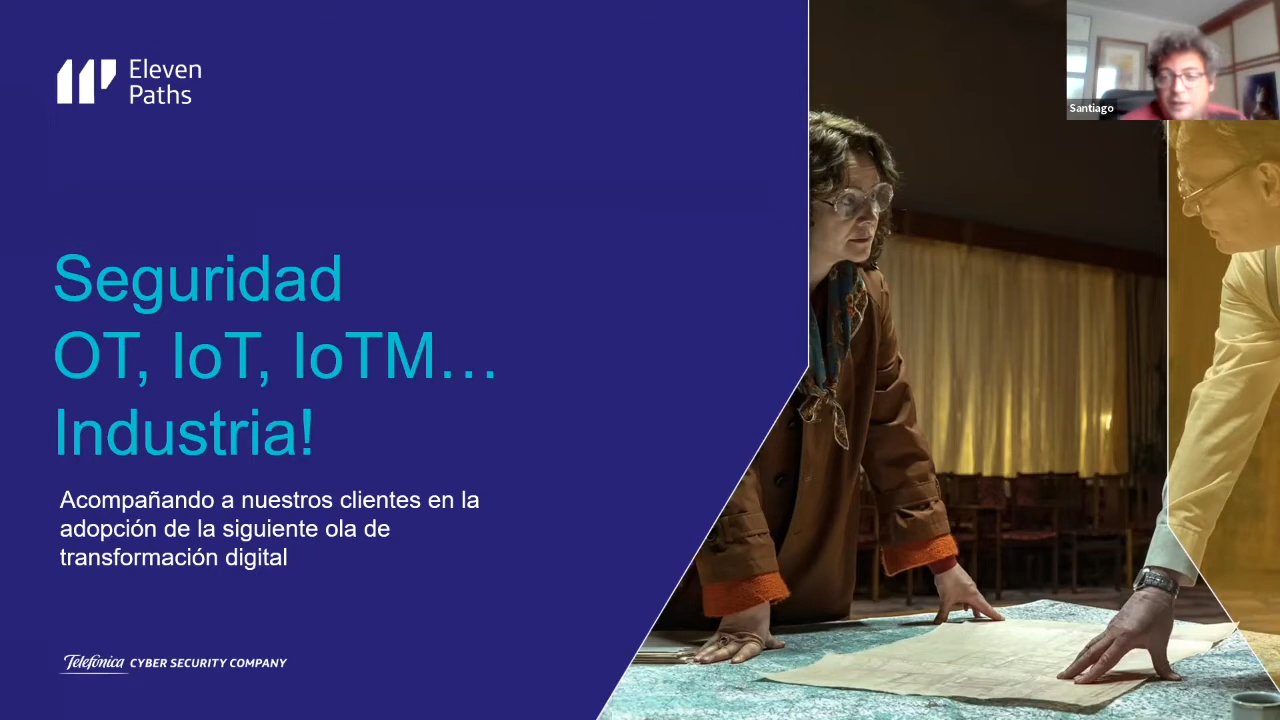 Eleven
Paths
Santiago
Seguridad
OT, IoT, IoTM…
Industria!
Acompañando a nuestros clientes en la
adopción de la siguiente ola de
transformación digital
Telefónica CYBER SECURITY COMPANY